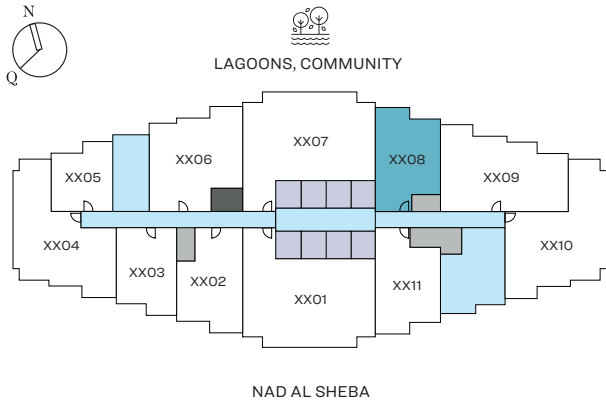 N
Q
LAGOONS, COMMUNITY
XX07
XX06
XX08
XX05
XX09
XX04
XX10
XX03
XX02
XX01
XX11
NAD AL SHEBA